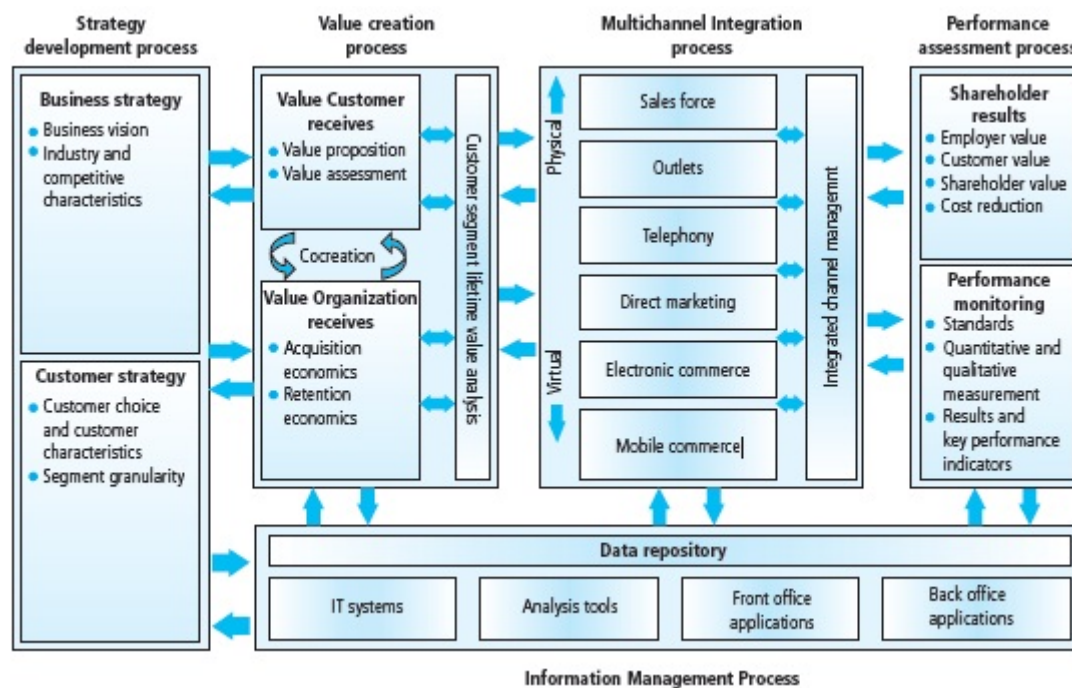 Strategy
development process
Business strategy
Business vision
Industry and
competitive
characteristics
Customer strategy
Customer choice
and customer
characteristics
Segment granularity
Value creation
process
Value Customer
receives
Value proposition
Value assessment
Cocreation
Value Organization
receives
Acquisition
economics
Retention
economics
Customer segment lifetime value analysis
Multichannel Integration
process
Physical
Virtual
Sales force
Outlets
Telephony
Direct marketing
Electronic commerce
Mobile commerce
Integrated channel management
Performance
assessment process
Shareholder
results
Employer value
Customer value
Shareholder value
Cost reduction
Performance
monitoring
Standards
Quantitative and
qualitative
measurement
Results and
key performance
indicators
Data repository
IT systems
Analysis tools
Front office
applications
Back office
applications
Information Management Process